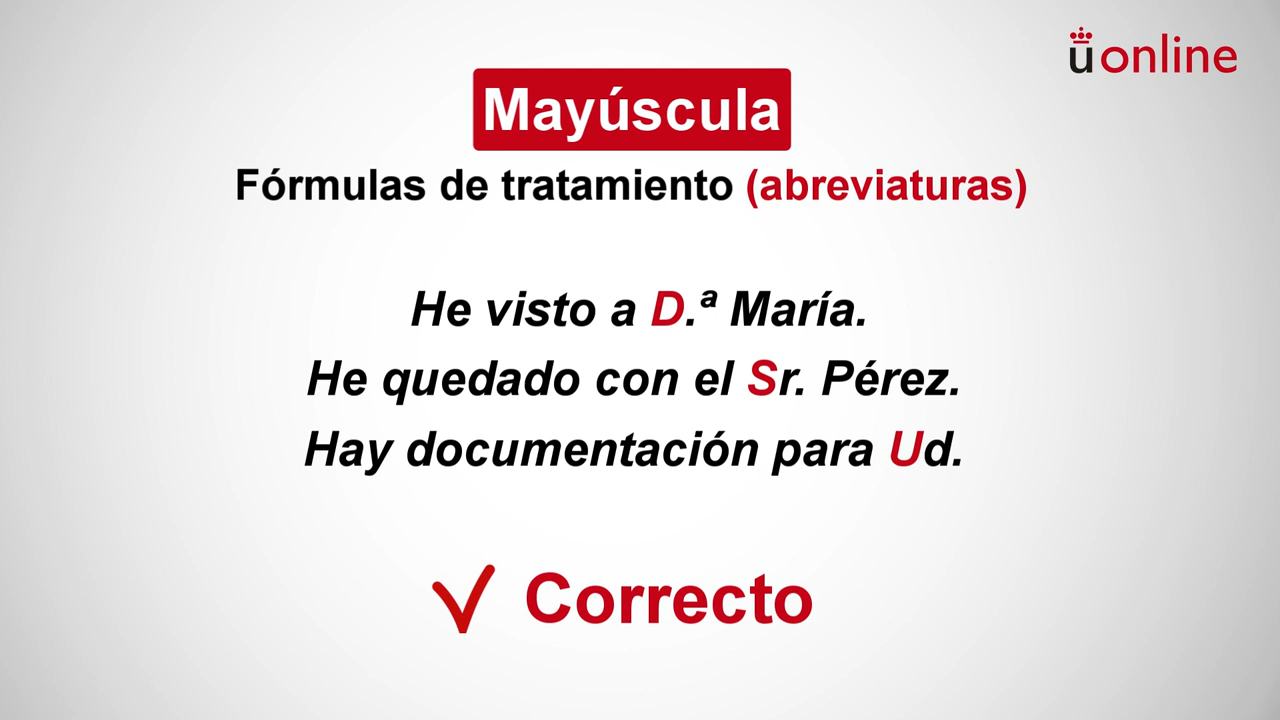 uonline
Mayúscula
Fórmulas de tratamiento (abreviaturas)
He visto a D.ª María.
He quedado con el Sr. Pérez.
Hay documentación para Ud.
Correcto